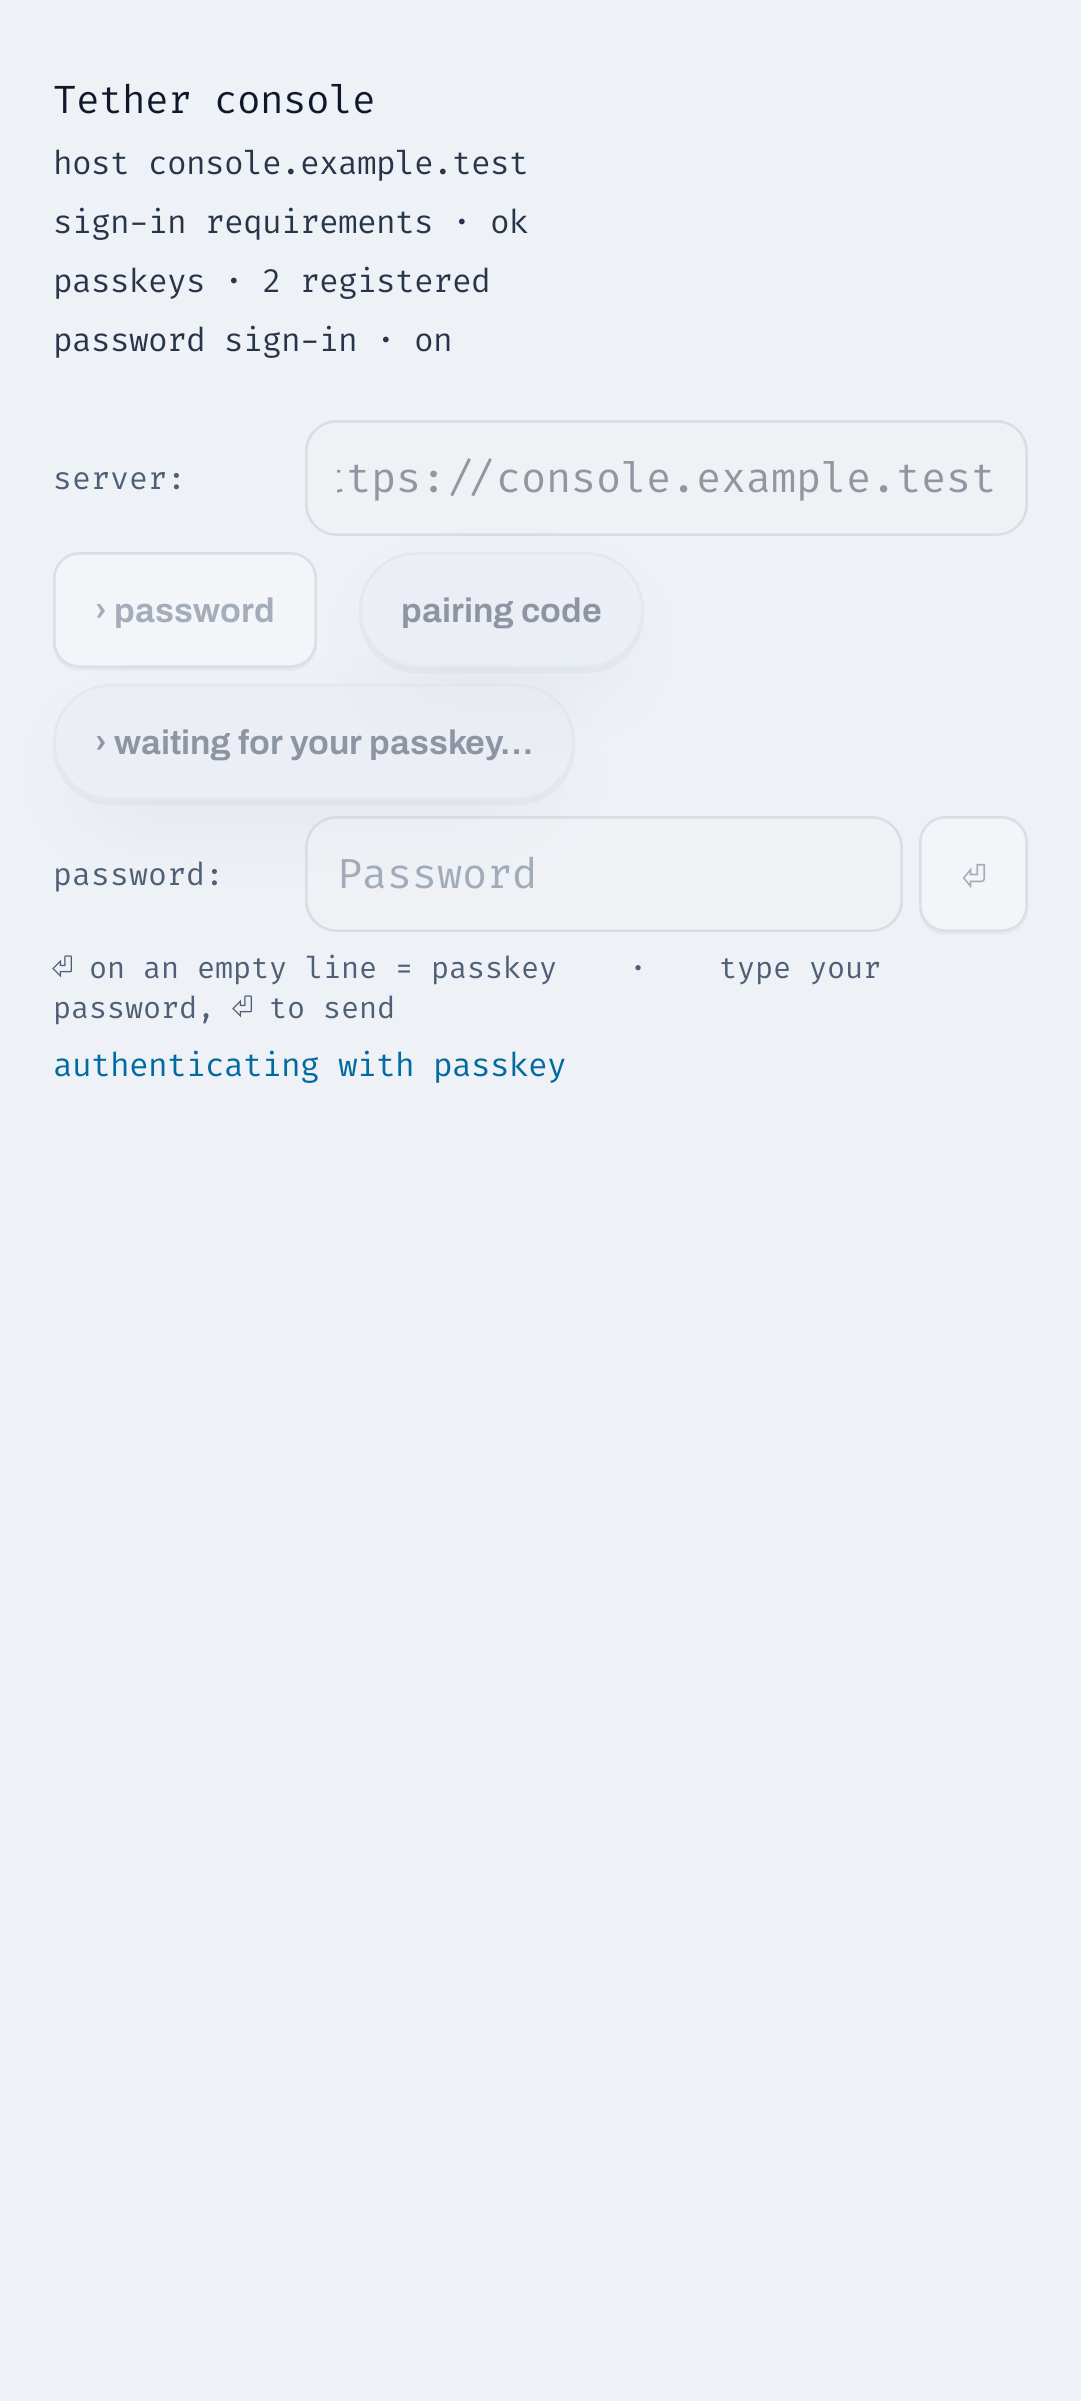 Tether console
host console.example.test
sign-in requirements · ok
passkeys · 2 registered
password sign-in · on
server: ttps://console.example.test
› password pairing code
› waiting for your passkey...
password: Password ⏎
⏎ on an empty line = passkey · type your
password, ⏎ to send
authenticating with passkey